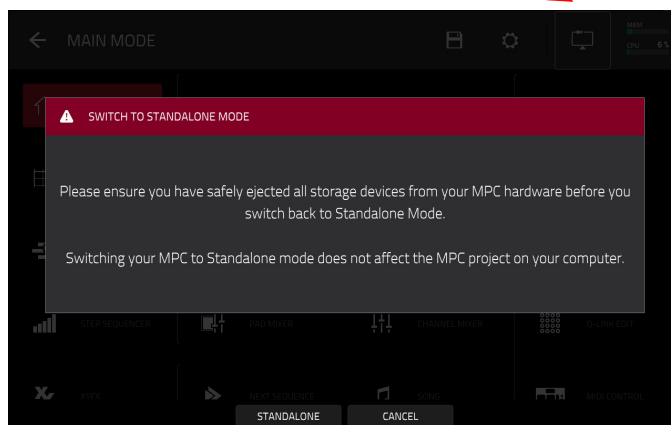 MAIN MODE
MEM
CPU 6%
SWITCH TO STANDALONE MODE
Please ensure you have safely ejected all storage devices from your MPC hardware before you
switch back to Standalone Mode.
Switching your MPC to Standalone mode does not affect the MPC project on your computer.
STEP SEQUENCER
PAD MIXER
CHANNEL MIXER
Q-LINK EDIT
XYFX
NEXT SEQUENCE
SONG
MIDI CONTROL
STANDALONE
CANCEL